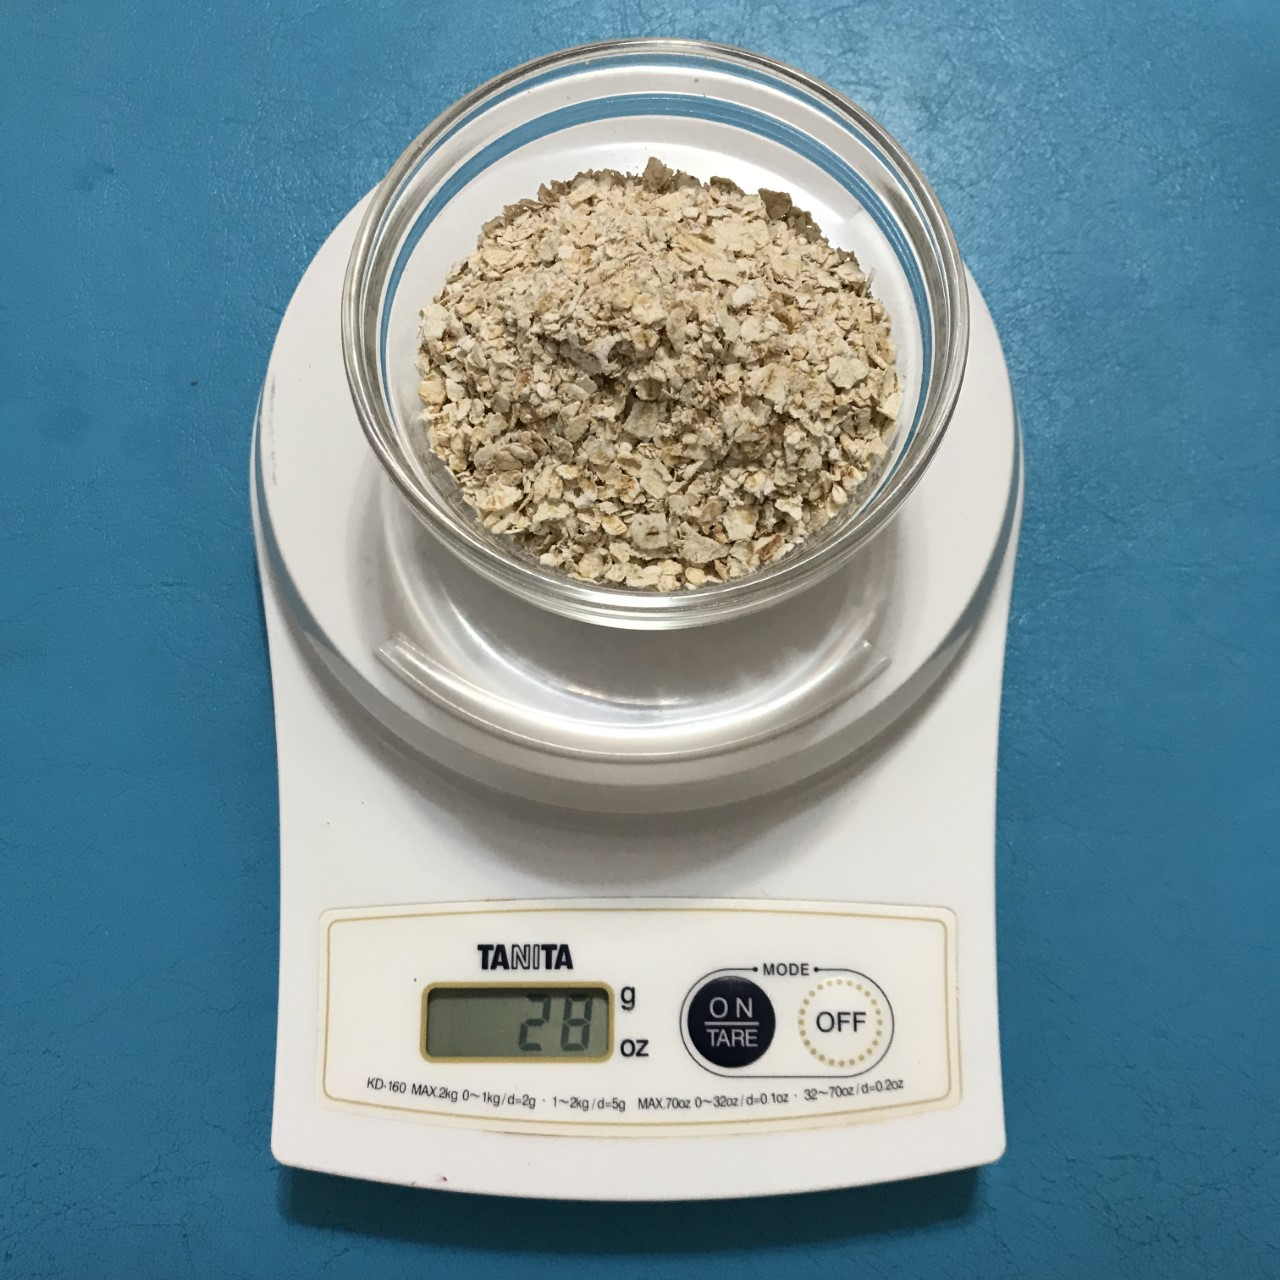 TANITA
28
g
oz
MODE
ON
TARE
OFF
KD-160 MAX.2kg 0~1kg/d=2g · 1~2kg/d=5g MAX.70oz 0~32oz/d=0.1oz · 32~70oz/d=0.2oz